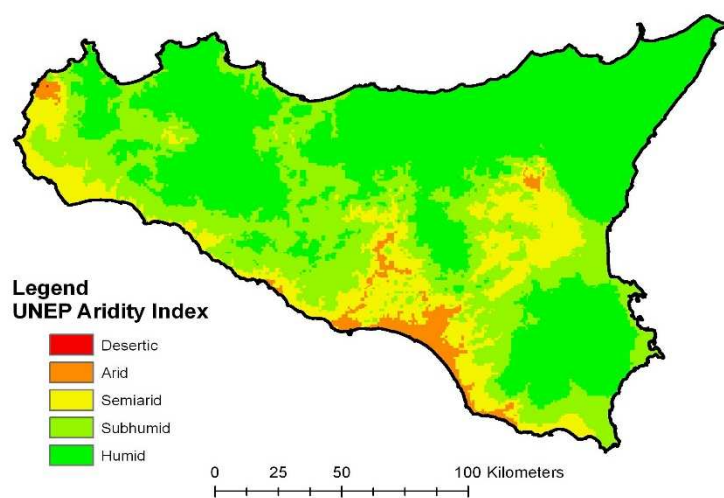 Legend
UNEP Aridity Index
Desertic
Arid
Semiarid
Subhumid
Humid
0 25 50 100 Kilometers